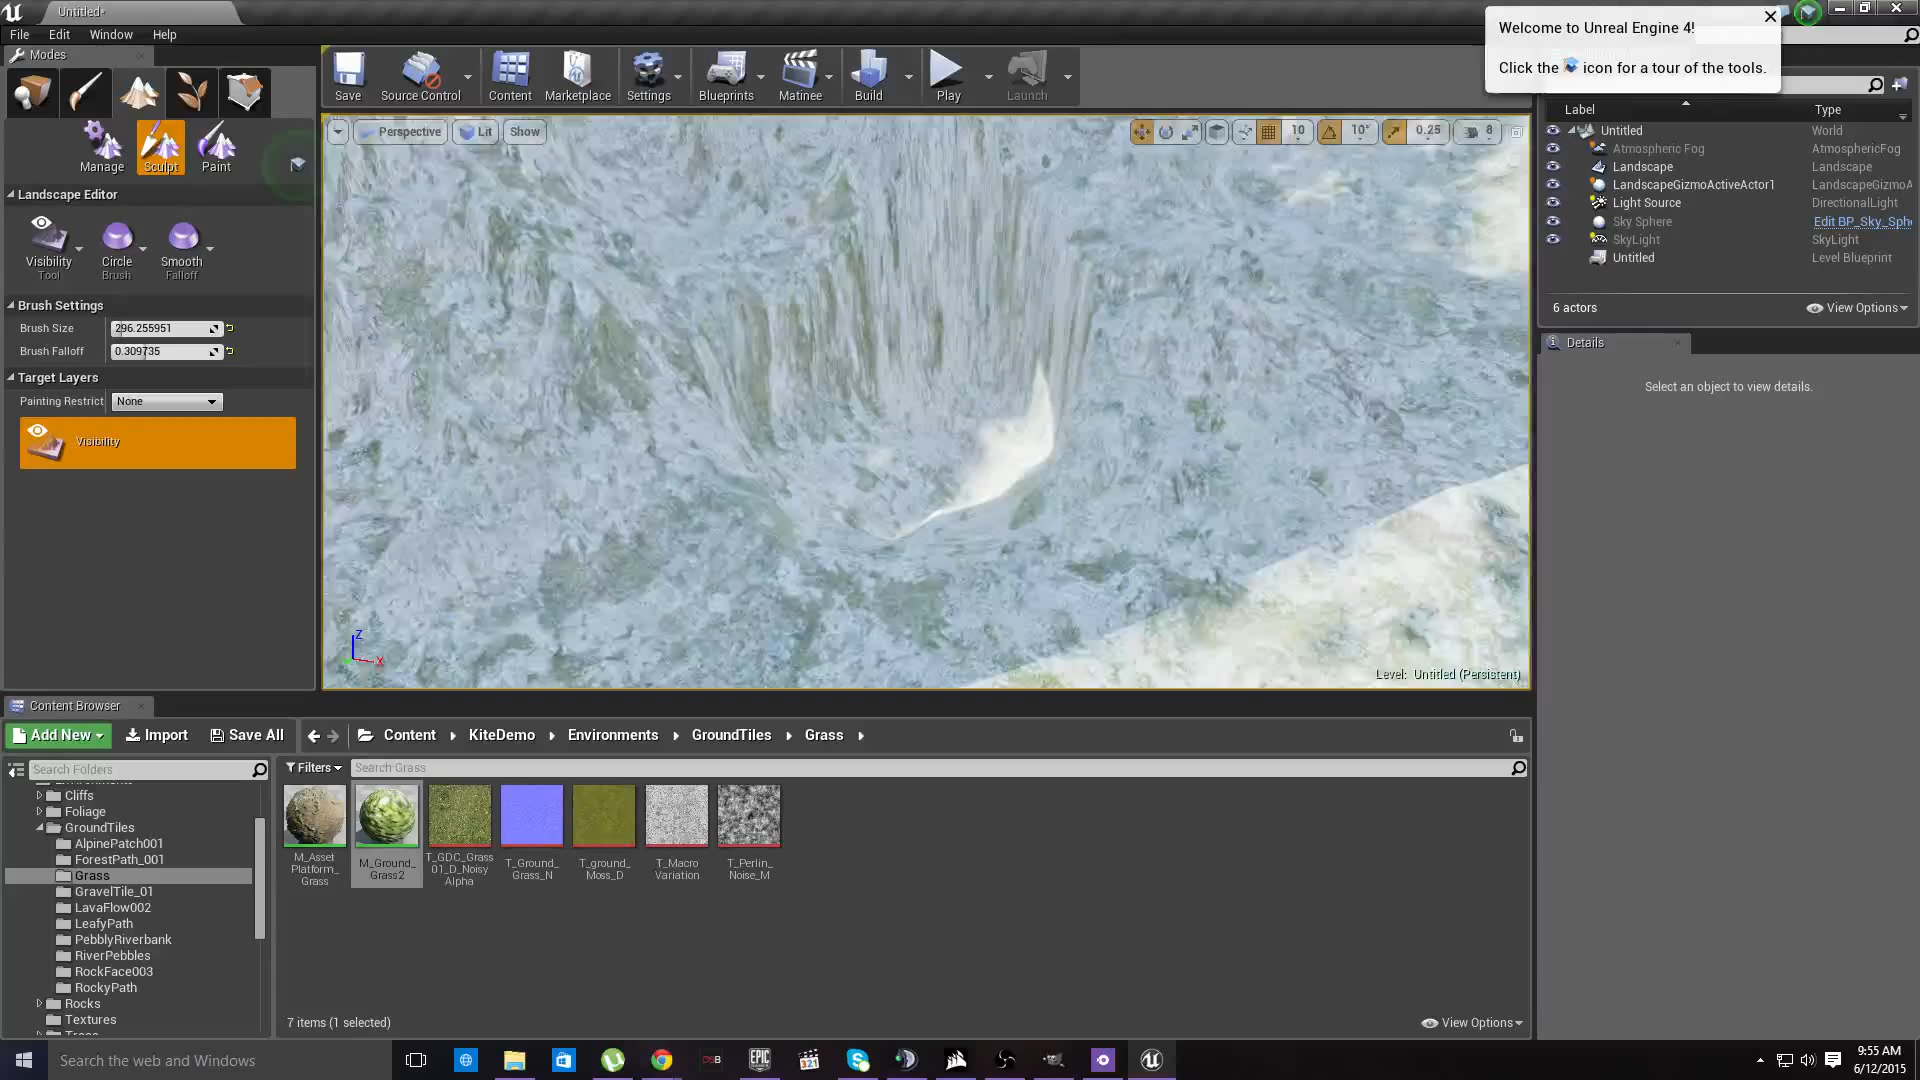 Untitled*
File Edit Window Help
Modes
Manage Sculpt Paint
Landscape Editor
Visibility Circle Smooth
Tool Brush Falloff
Brush Settings
Brush Size 296.255951
Brush Falloff 0.309735
Target Layers
Painting Restrict None
Visibility
Save Source Control Content Marketplace Settings Blueprints Matinee Build Play Launch
Perspective Lit Show
10 10° 0.25 8
Z
X
Level: Untitled (Persistent)
Welcome to Unreal Engine 4!
Click the icon for a tour of the tools.
Label Type
Untitled World
Atmospheric Fog AtmosphericFog
Landscape Landscape
LandscapeGizmoActiveActor1 LandscapeGizmoA
Light Source DirectionalLight
Sky Sphere Edit BP_Sky_Sph
SkyLight SkyLight
Untitled Level Blueprint
6 actors View Options
Details
Select an object to view details.
Content Browser
Add New Import Save All Content KiteDemo Environments GroundTiles Grass
Search Folders
Cliffs
Foliage
GroundTiles
AlpinePatch001
ForestPath_001
Grass
GravelTile_01
LavaFlow002
LeafyPath
PebblyRiverbank
RiverPebbles
RockFace003
RockyPath
Rocks
Textures
Filters Search Grass
M_Asset
Platform_
Grass
M_Ground_
Grass2
T_GDC_Grass
01_D_Noisy
Alpha
T_Ground_
Grass_N
T_ground_
Moss_D
T_Macro
Variation
T_Perlin_
Noise_M
7 items (1 selected) View Options
Search the web and Windows
DSB
EPIC
GAMES
321
9:55 AM
6/12/2015